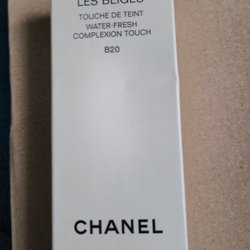 LES BEIGES
TOUCHE DE TEINT
WATER-FRESH
COMPLEXION TOUCH
B20
CHANEL